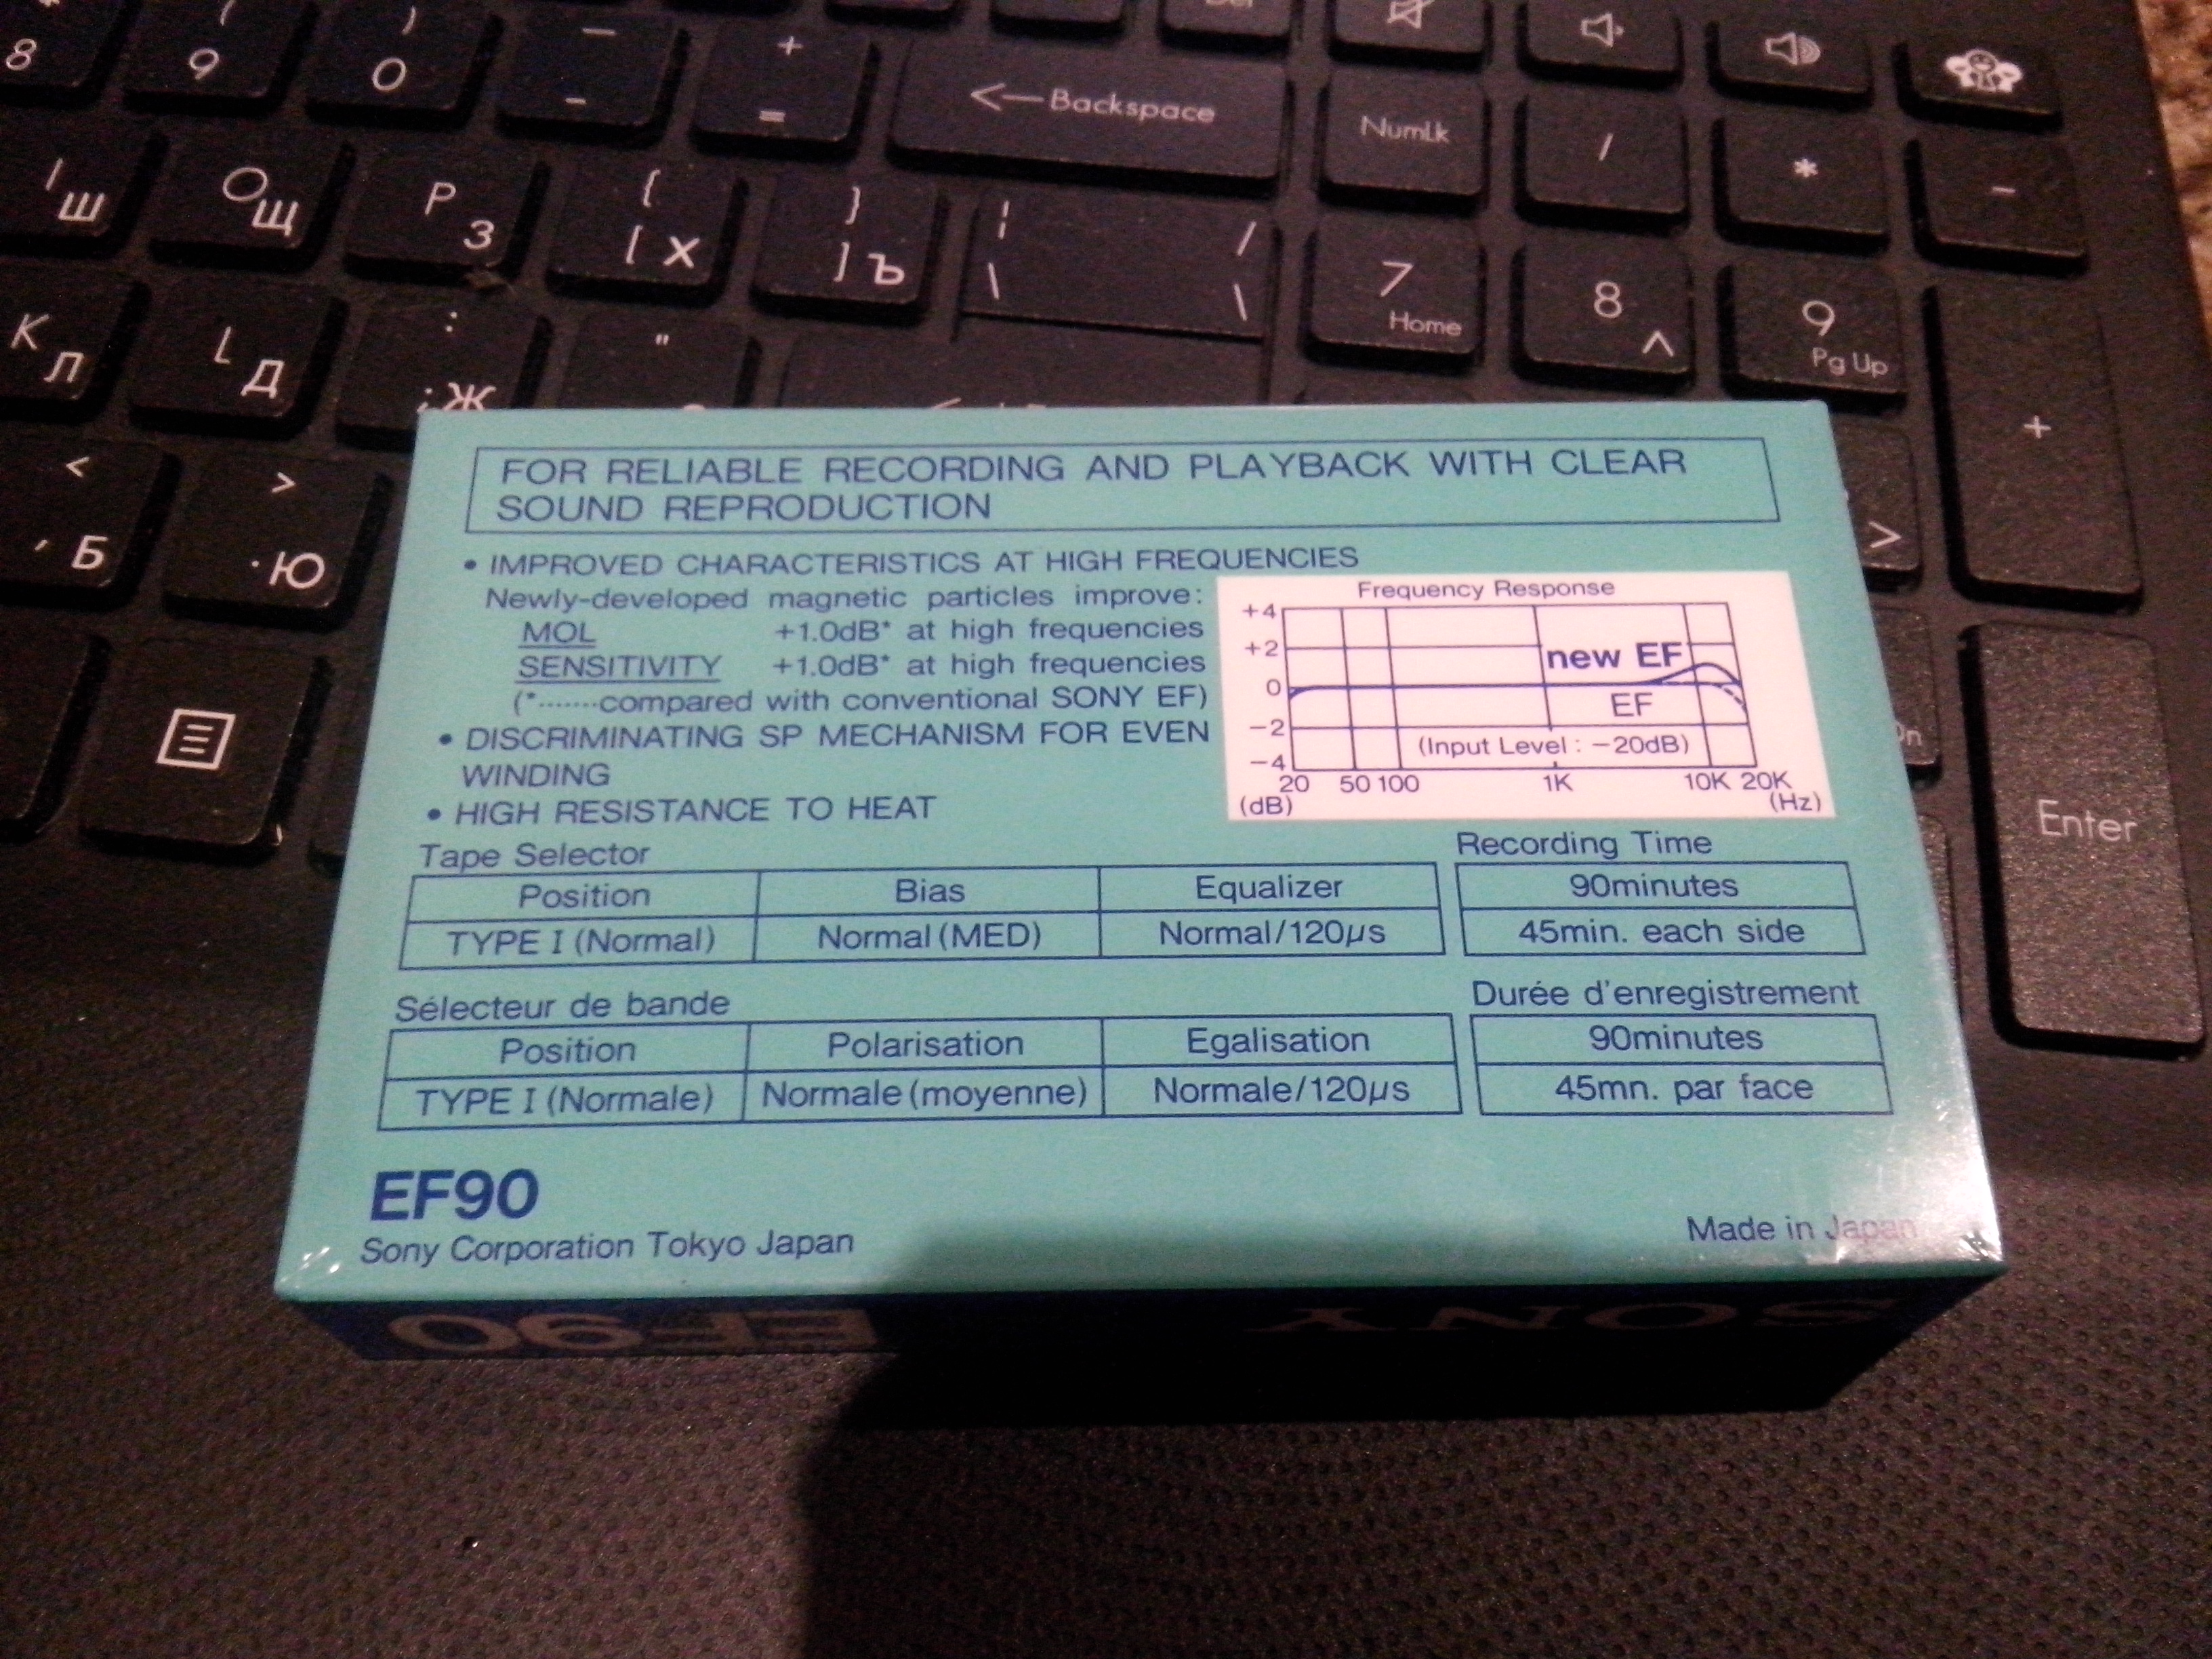 8 ( 9 ) 0 — - + = <—Backspace NumLk / * -
I Ш O Щ P З { [ Х } ] Ъ ¦ \ / \ 7 Home 8 ^ 9 Pg Up +
K Л L Д : ; Ж "
< , Б > . Ю > Enter
FOR RELIABLE RECORDING AND PLAYBACK WITH CLEAR
SOUND REPRODUCTION
• IMPROVED CHARACTERISTICS AT HIGH FREQUENCIES
Newly-developed magnetic particles improve:
MOL +1.0dB* at high frequencies
SENSITIVITY +1.0dB* at high frequencies
(*········compared with conventional SONY EF)
• DISCRIMINATING SP MECHANISM FOR EVEN
WINDING
• HIGH RESISTANCE TO HEAT
Frequency Response
+4
+2
0
−2
−4
new EF
EF
(Input Level : −20dB)
20 50 100 1K 10K 20K
(dB) (Hz)
Tape Selector
Position Bias Equalizer
TYPE I (Normal) Normal (MED) Normal/120μs
Recording Time
90minutes
45min. each side
Sélecteur de bande
Position Polarisation Egalisation
TYPE I (Normale) Normale (moyenne) Normale/120μs
Durée d'enregistrement
90minutes
45mn. par face
EF90
Sony Corporation Tokyo Japan
Made in Japan
EF90 SONY